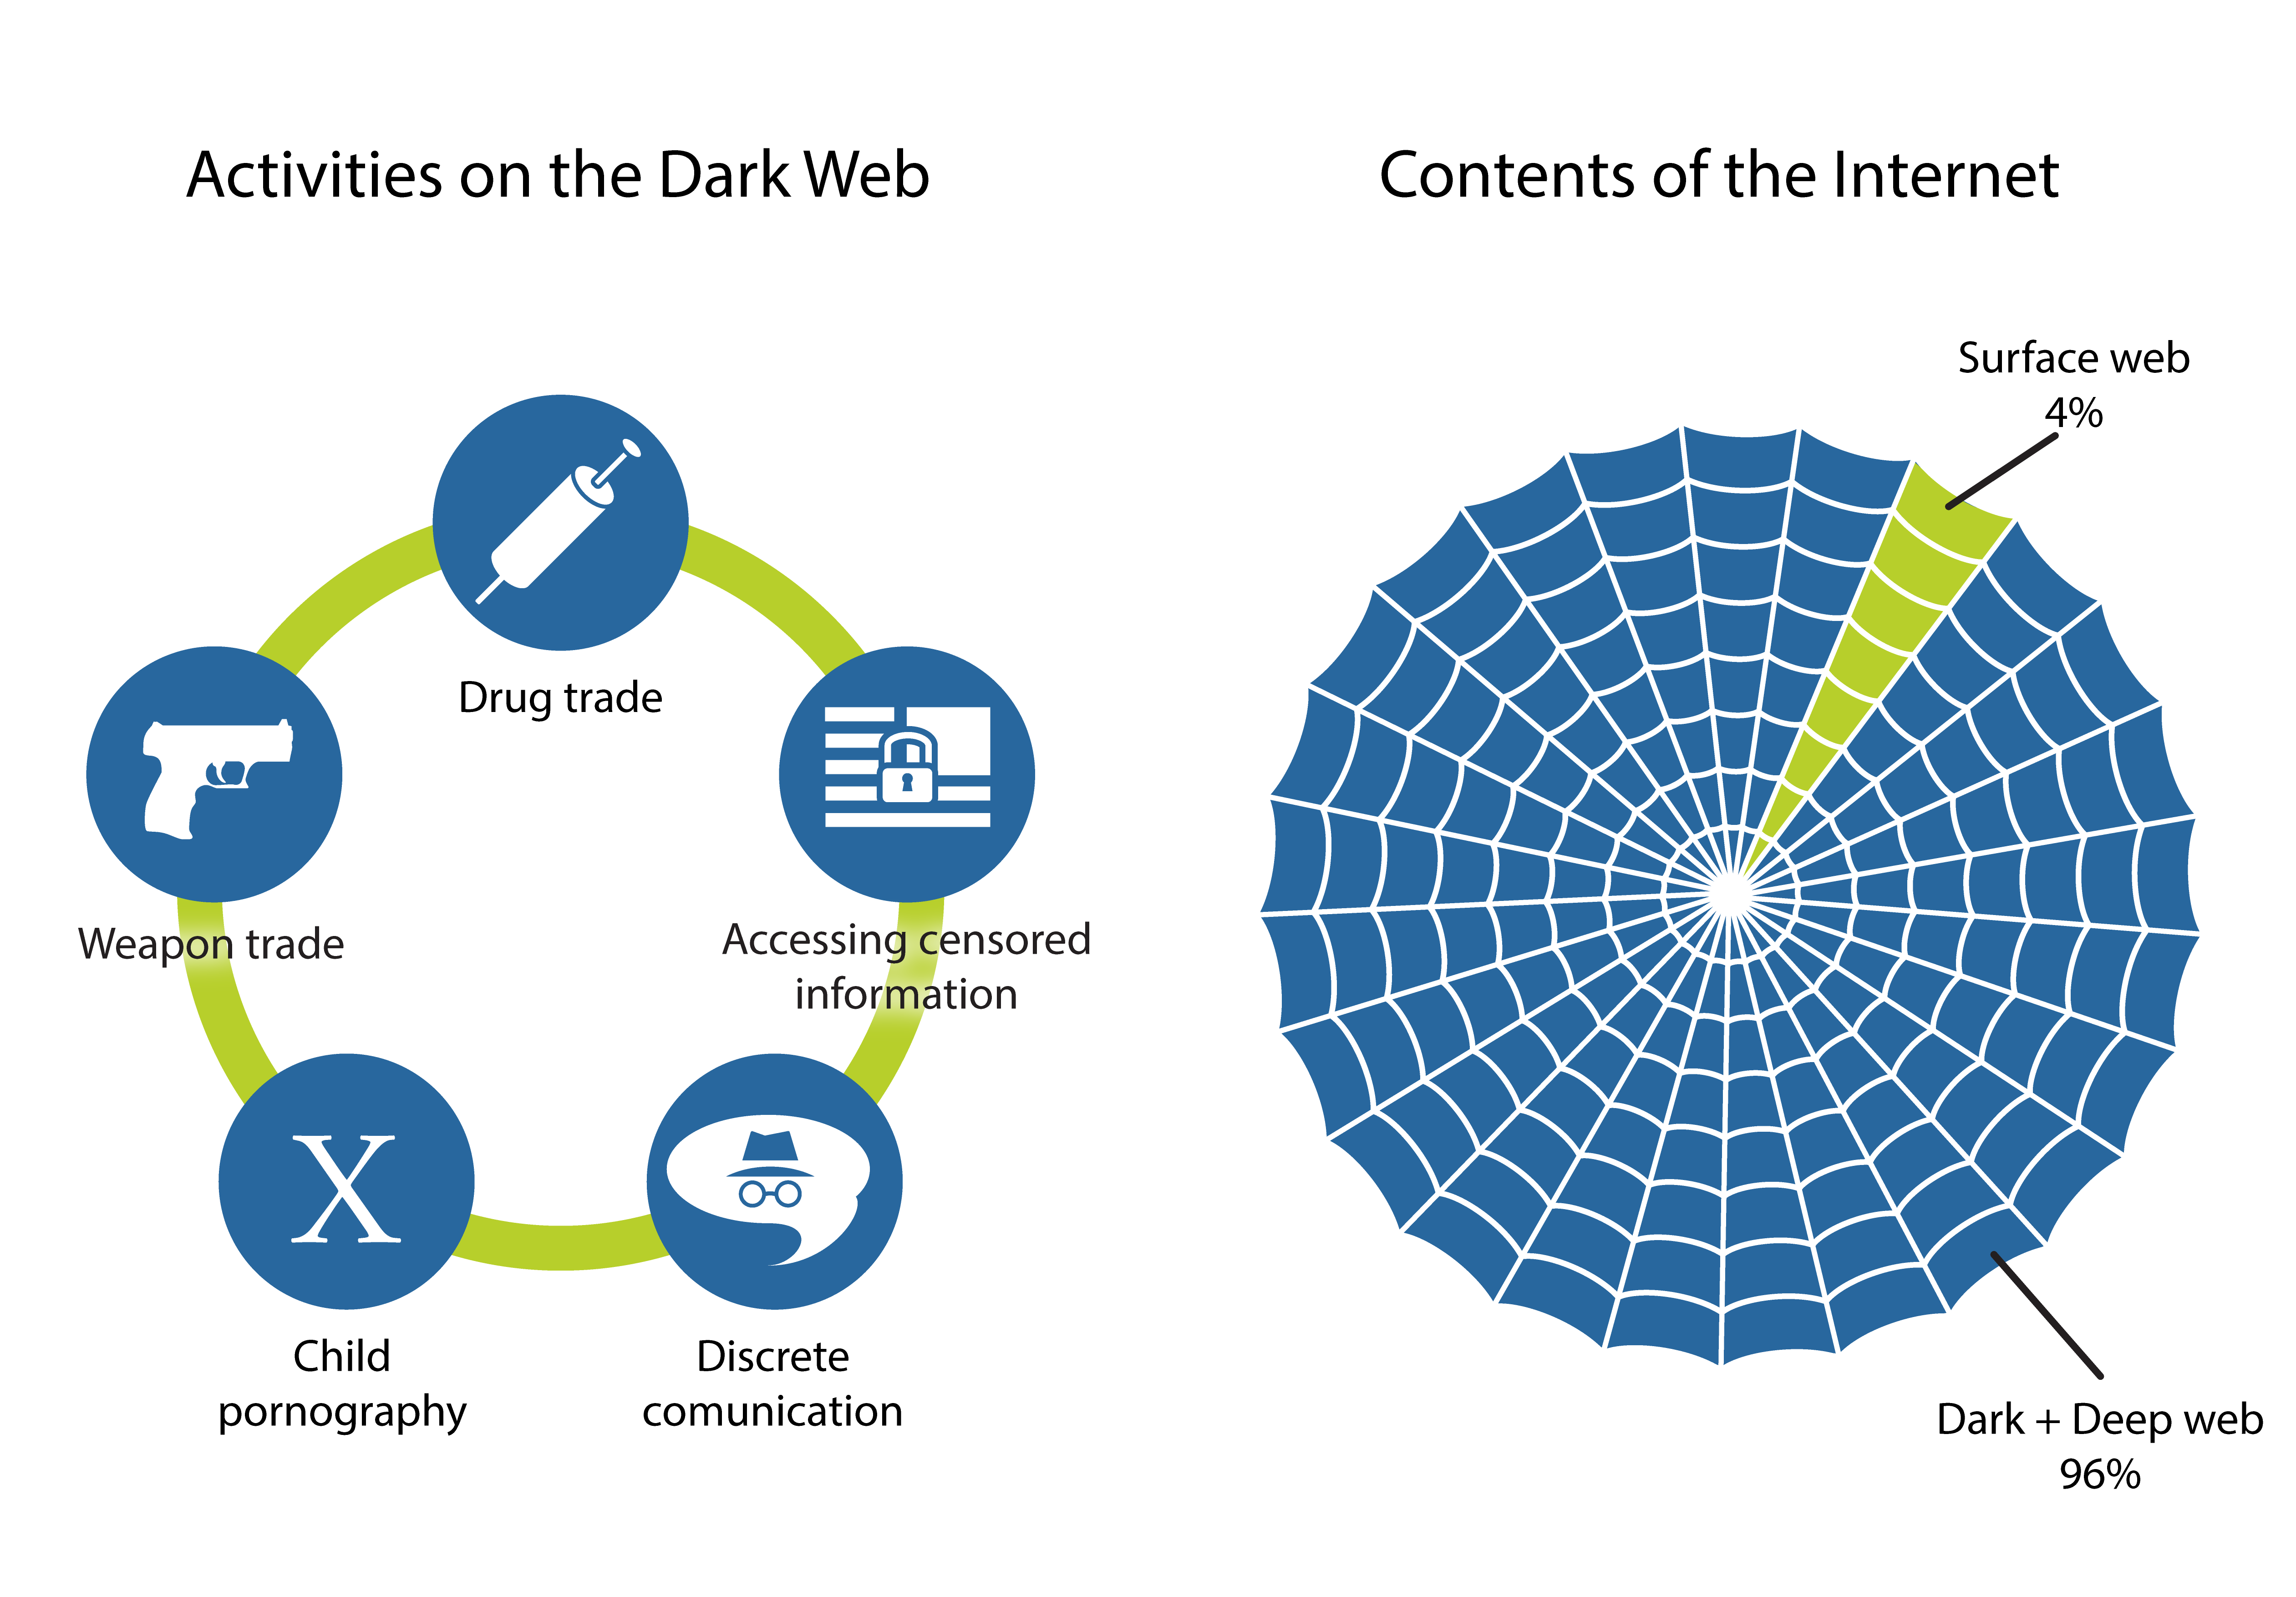 Activities on the Dark Web
Drug trade
Weapon trade
Accessing censored
information
X
Child
pornography
Discrete
comunication
Contents of the Internet
Surface web
4%
Dark + Deep web
96%